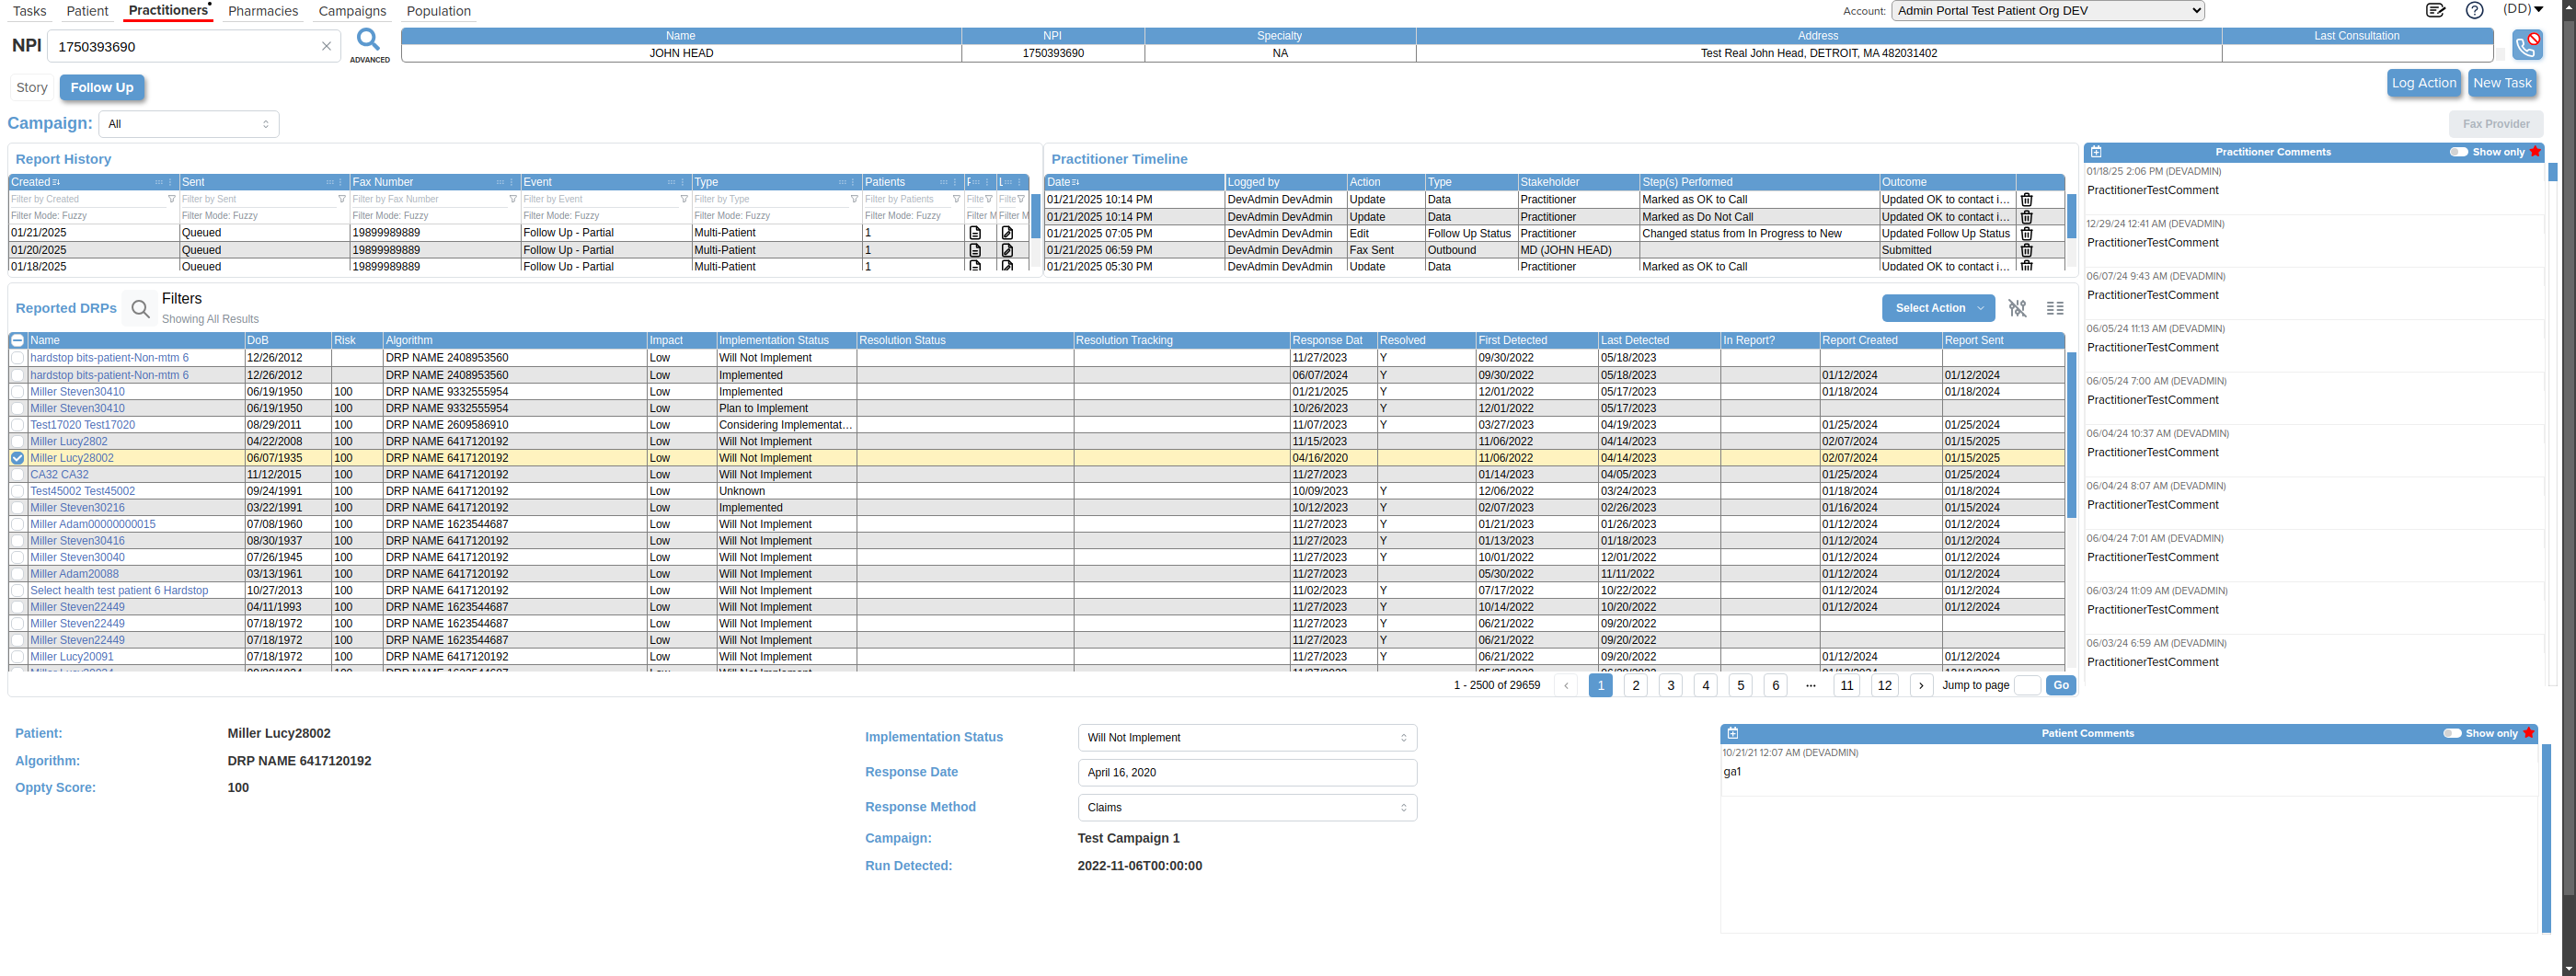 Tasks Patient Practitioners Pharmacies Campaigns Population Account: Admin Portal Test Patient Org DEV (DD)
NPI 1750393690 ADVANCED
Name NPI Specialty Address Last Consultation
JOHN HEAD 1750393690 NA Test Real John Head, DETROIT, MA 482031402
Story Follow Up Log Action New Task
Campaign: All Fax Provider
Report History
Created Sent Fax Number Event Type Patients
Filter by Created Filter by Sent Filter by Fax Number Filter by Event Filter by Type Filter by Patients Filte Filte
Filter Mode: Fuzzy Filter Mode: Fuzzy Filter Mode: Fuzzy Filter Mode: Fuzzy Filter Mode: Fuzzy Filter Mode: Fuzzy Filter M Filter M
01/21/2025 Queued 19899989889 Follow Up - Partial Multi-Patient 1
01/20/2025 Queued 19899989889 Follow Up - Partial Multi-Patient 1
01/18/2025 Queued 19899989889 Follow Up - Partial Multi-Patient 1
Practitioner Timeline
Date Logged by Action Type Stakeholder Step(s) Performed Outcome
01/21/2025 10:14 PM DevAdmin DevAdmin Update Data Practitioner Marked as OK to Call Updated OK to contact i...
01/21/2025 10:14 PM DevAdmin DevAdmin Update Data Practitioner Marked as Do Not Call Updated OK to contact i...
01/21/2025 07:05 PM DevAdmin DevAdmin Edit Follow Up Status Practitioner Changed status from In Progress to New Updated Follow Up Status
01/21/2025 06:59 PM DevAdmin DevAdmin Fax Sent Outbound MD (JOHN HEAD) Submitted
01/21/2025 05:30 PM DevAdmin DevAdmin Update Data Practitioner Marked as OK to Call Updated OK to contact i...
Practitioner Comments Show only
01/18/25 2:06 PM (DEVADMIN)
PractitionerTestComment
12/29/24 12:41 AM (DEVADMIN)
PractitionerTestComment
06/07/24 9:43 AM (DEVADMIN)
PractitionerTestComment
06/05/24 11:13 AM (DEVADMIN)
PractitionerTestComment
06/05/24 7:00 AM (DEVADMIN)
PractitionerTestComment
06/04/24 10:37 AM (DEVADMIN)
PractitionerTestComment
06/04/24 8:07 AM (DEVADMIN)
PractitionerTestComment
06/04/24 7:01 AM (DEVADMIN)
PractitionerTestComment
06/03/24 11:09 AM (DEVADMIN)
PractitionerTestComment
06/03/24 6:59 AM (DEVADMIN)
PractitionerTestComment
Reported DRPs Filters Select Action
Showing All Results
Name DoB Risk Algorithm Impact Implementation Status Resolution Status Resolution Tracking Response Dat Resolved First Detected Last Detected In Report? Report Created Report Sent
hardstop bits-patient-Non-mtm 6 12/26/2012 DRP NAME 2408953560 Low Will Not Implement 11/27/2023 Y 09/30/2022 05/18/2023
hardstop bits-patient-Non-mtm 6 12/26/2012 DRP NAME 2408953560 Low Implemented 06/07/2024 Y 09/30/2022 05/18/2023 01/12/2024 01/12/2024
Miller Steven30410 06/19/1950 100 DRP NAME 9332555954 Low Implemented 01/21/2025 Y 12/01/2022 05/17/2023 01/18/2024 01/18/2024
Miller Steven30410 06/19/1950 100 DRP NAME 9332555954 Low Plan to Implement 10/26/2023 Y 12/01/2022 05/17/2023
Test17020 Test17020 08/29/2011 100 DRP NAME 2609586910 Low Considering Implementat... 11/07/2023 Y 03/27/2023 04/19/2023 01/25/2024 01/25/2024
Miller Lucy2802 04/22/2008 100 DRP NAME 6417120192 Low Will Not Implement 11/15/2023 11/06/2022 04/14/2023 02/07/2024 01/15/2025
Miller Lucy28002 06/07/1935 100 DRP NAME 6417120192 Low Will Not Implement 04/16/2020 11/06/2022 04/14/2023 02/07/2024 01/15/2025
CA32 CA32 11/12/2015 100 DRP NAME 6417120192 Low Will Not Implement 11/27/2023 01/14/2023 04/05/2023 01/25/2024 01/25/2024
Test45002 Test45002 09/24/1991 100 DRP NAME 6417120192 Low Unknown 10/09/2023 Y 12/06/2022 03/24/2023 01/18/2024 01/18/2024
Miller Steven30216 03/22/1991 100 DRP NAME 6417120192 Low Implemented 10/12/2023 Y 02/07/2023 02/26/2023 01/16/2024 01/15/2024
Miller Adam00000000015 07/08/1960 100 DRP NAME 1623544687 Low Will Not Implement 11/27/2023 Y 01/21/2023 01/26/2023 01/12/2024 01/12/2024
Miller Steven30416 08/30/1937 100 DRP NAME 6417120192 Low Will Not Implement 11/27/2023 Y 01/13/2023 01/18/2023 01/12/2024 01/12/2024
Miller Steven30040 07/26/1945 100 DRP NAME 6417120192 Low Will Not Implement 11/27/2023 Y 10/01/2022 12/01/2022 01/12/2024 01/12/2024
Miller Adam20088 03/13/1961 100 DRP NAME 6417120192 Low Will Not Implement 11/27/2023 05/30/2022 11/11/2022 01/12/2024 01/12/2024
Select health test patient 6 Hardstop 10/27/2013 100 DRP NAME 6417120192 Low Will Not Implement 11/02/2023 Y 07/17/2022 10/22/2022 01/12/2024 01/12/2024
Miller Steven22449 04/11/1993 100 DRP NAME 1623544687 Low Will Not Implement 11/27/2023 Y 10/14/2022 10/20/2022 01/12/2024 01/12/2024
Miller Steven22449 07/18/1972 100 DRP NAME 1623544687 Low Will Not Implement 11/27/2023 Y 06/21/2022 09/20/2022
Miller Steven22449 07/18/1972 100 DRP NAME 1623544687 Low Will Not Implement 11/27/2023 Y 06/21/2022 09/20/2022
Miller Lucy20091 07/18/1972 100 DRP NAME 6417120192 Low Will Not Implement 11/27/2023 Y 06/21/2022 09/20/2022 01/12/2024 01/12/2024
1 - 2500 of 29659 1 2 3 4 5 6 ... 11 12 Jump to page Go
Patient: Miller Lucy28002
Algorithm: DRP NAME 6417120192
Oppty Score: 100
Implementation Status Will Not Implement
Response Date April 16, 2020
Response Method Claims
Campaign: Test Campaign 1
Run Detected: 2022-11-06T00:00:00
Patient Comments Show only
10/21/21 12:07 AM (DEVADMIN)
ga1